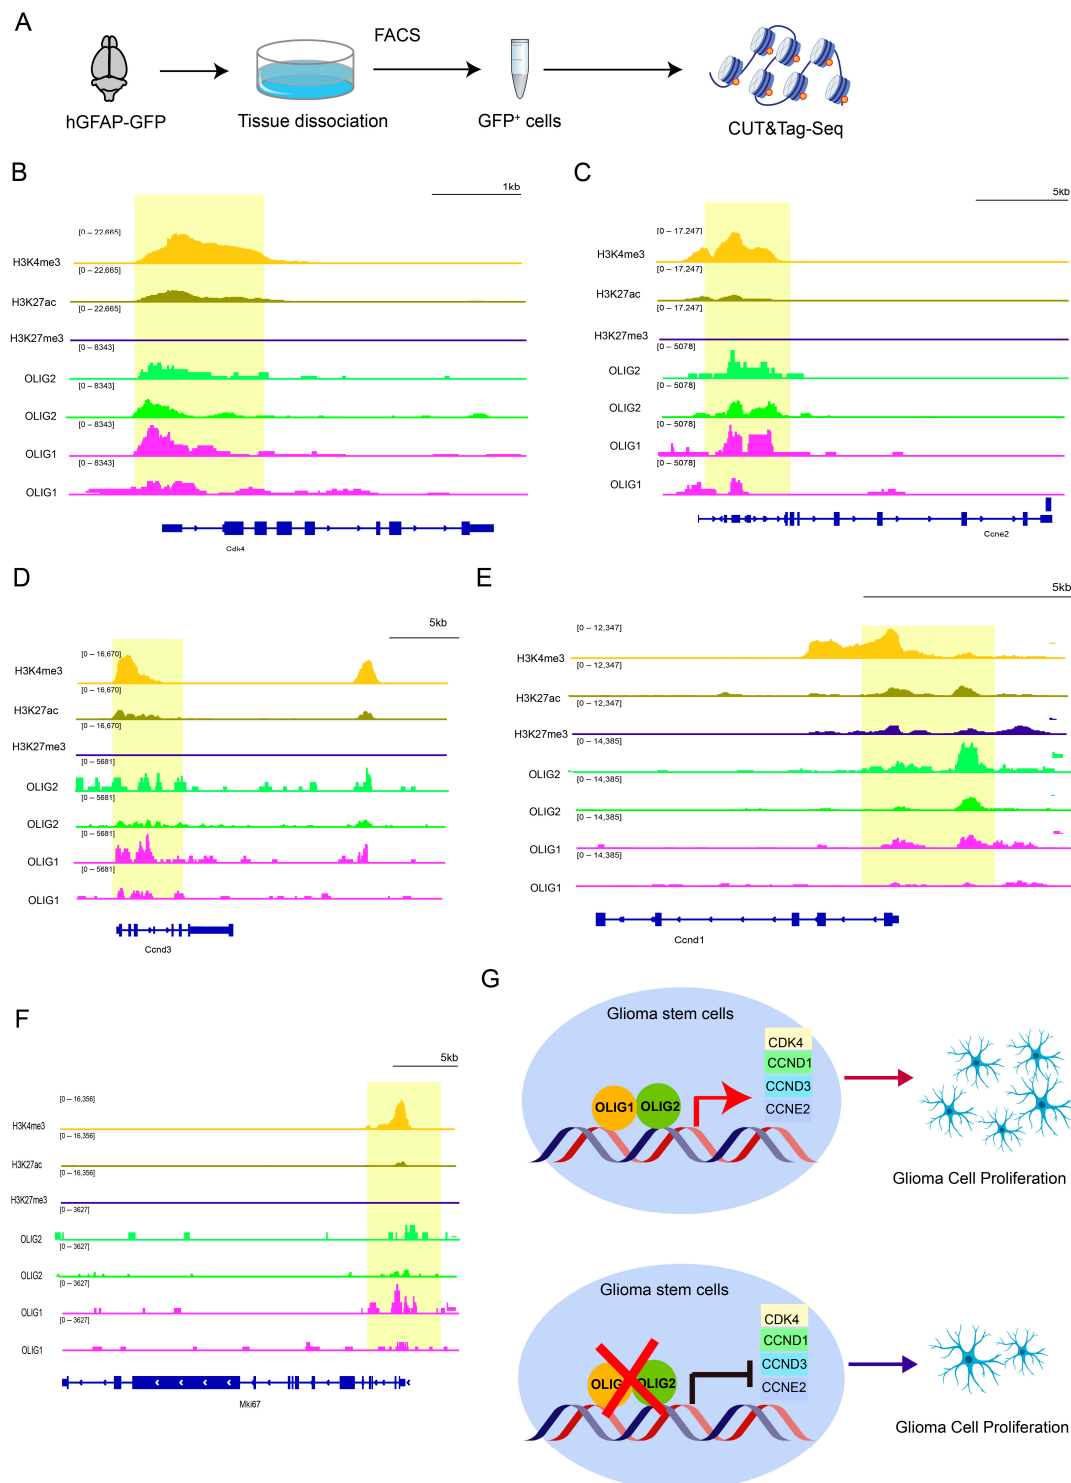 A
FACS
hGFAP-GFP
Tissue dissociation
GFP+ cells
CUT&Tag-Seq
B
1kb
[0 – 22,665]
H3K4me3
[0 – 22,665]
H3K27ac
[0 – 22,665]
H3K27me3
[0 – 8343]
OLIG2
[0 – 8343]
OLIG2
[0 – 8343]
OLIG1
[0 – 8343]
OLIG1
Cdk4
C
5kb
[0 – 17,247]
H3K4me3
[0 – 17,247]
H3K27ac
[0 – 17,247]
H3K27me3
[0 – 5078]
OLIG2
[0 – 5078]
OLIG2
[0 – 5078]
OLIG1
[0 – 5078]
OLIG1
Ccne2
D
5kb
[0 – 16,670]
H3K4me3
[0 – 16,670]
H3K27ac
[0 – 16,670]
H3K27me3
[0 – 5681]
OLIG2
[0 – 5681]
OLIG2
[0 – 5681]
OLIG1
[0 – 5681]
OLIG1
Ccnd3
E
5kb
[0 – 12,347]
H3K4me3
[0 – 12,347]
H3K27ac
[0 – 12,347]
H3K27me3
[0 – 14,385]
OLIG2
[0 – 14,385]
OLIG2
[0 – 14,385]
OLIG1
[0 – 14,385]
OLIG1
Ccnd1
F
5kb
[0 – 16,356]
H3K4me3
[0 – 16,356]
H3K27ac
[0 – 16,356]
H3K27me3
[0 – 3627]
OLIG2
[0 – 3627]
OLIG2
[0 – 3627]
OLIG1
[0 – 3627]
OLIG1
Mki67
G
Glioma stem cells
CDK4
CCND1
CCND3
CCNE2
OLIG1
OLIG2
Glioma Cell Proliferation
Glioma stem cells
CDK4
CCND1
CCND3
CCNE2
OLIG
OLIG2
Glioma Cell Proliferation